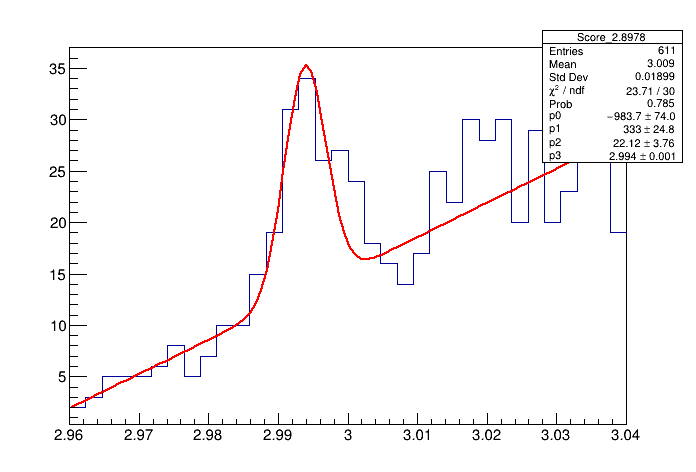 Score_2.8978
Entries 611
Mean 3.009
Std Dev 0.01899
χ² / ndf 23.71 / 30
Prob 0.785
p0 −983.7 ± 74.0
p1 333 ± 24.8
p2 22.12 ± 3.76
p3 2.994 ± 0.001
35
30
25
20
15
10
5
2.96 2.97 2.98 2.99 3 3.01 3.02 3.03 3.04